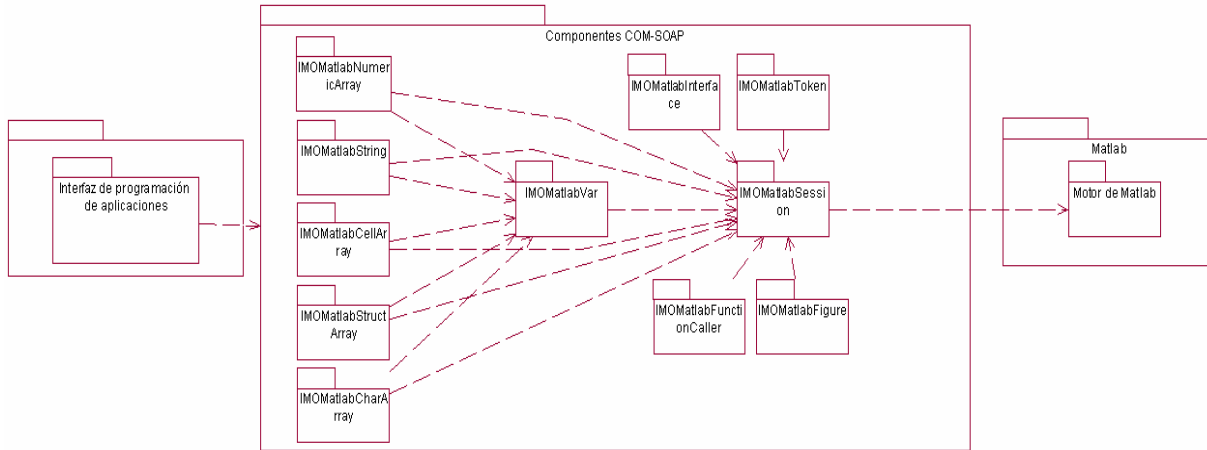 Componentes COM-SOAP
IMOMatlabNumer
icArray
IMOMatlabString
IMOMatlabCellAr
ray
IMOMatlabStruct
Array
IMOMatlabCharA
rray
IMOMatlabVar
IMOMatlabInterfa
ce
IMOMatlabToken
IMOMatlabSessi
on
IMOMatlabFuncti
onCaller
IMOMatlabFigure
Interfaz de programación
de aplicaciones
Matlab
Motor de Matlab